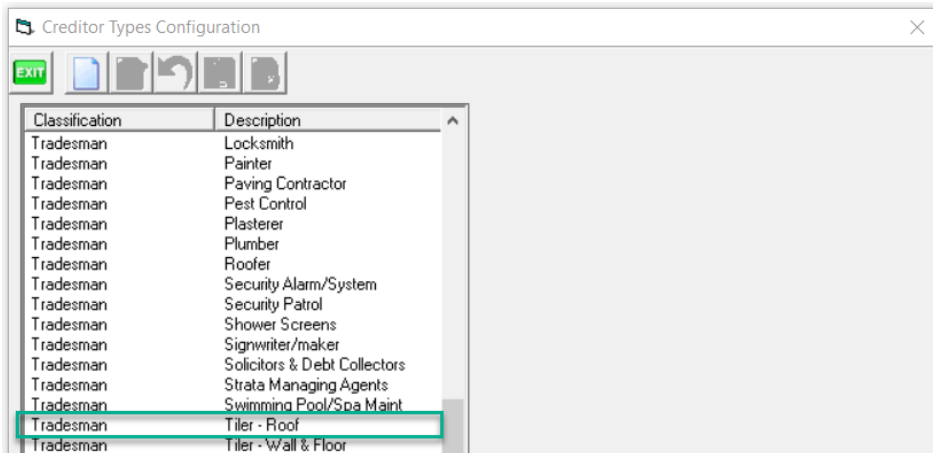 Creditor Types Configuration
EXIT
Classification Description
Tradesman Locksmith
Tradesman Painter
Tradesman Paving Contractor
Tradesman Pest Control
Tradesman Plasterer
Tradesman Plumber
Tradesman Roofer
Tradesman Security Alarm/System
Tradesman Security Patrol
Tradesman Shower Screens
Tradesman Signwriter/maker
Tradesman Solicitors & Debt Collectors
Tradesman Strata Managing Agents
Tradesman Swimming Pool/Spa Maint
Tradesman Tiler - Roof
Tradesman Tiler - Wall & Floor